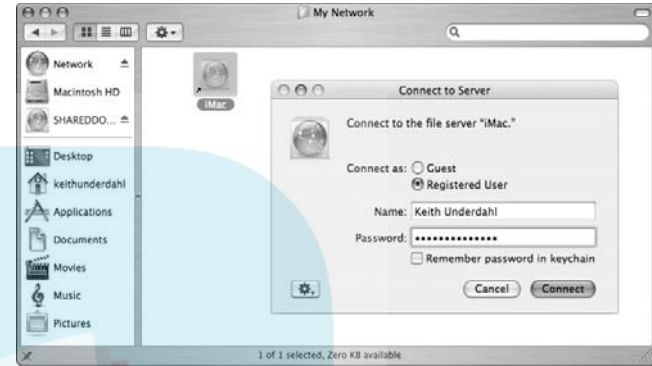 My Network
Network
Macintosh HD
SHAREDDO...
Desktop
keithunderdahl
Applications
Documents
Movies
Music
Pictures
iMac
Connect to Server
Connect to the file server "iMac."
Connect as: Guest
Registered User
Name: Keith Underdahl
Password: ••••••••••••••
Remember password in keychain
Cancel Connect
1 of 1 selected, Zero KB available